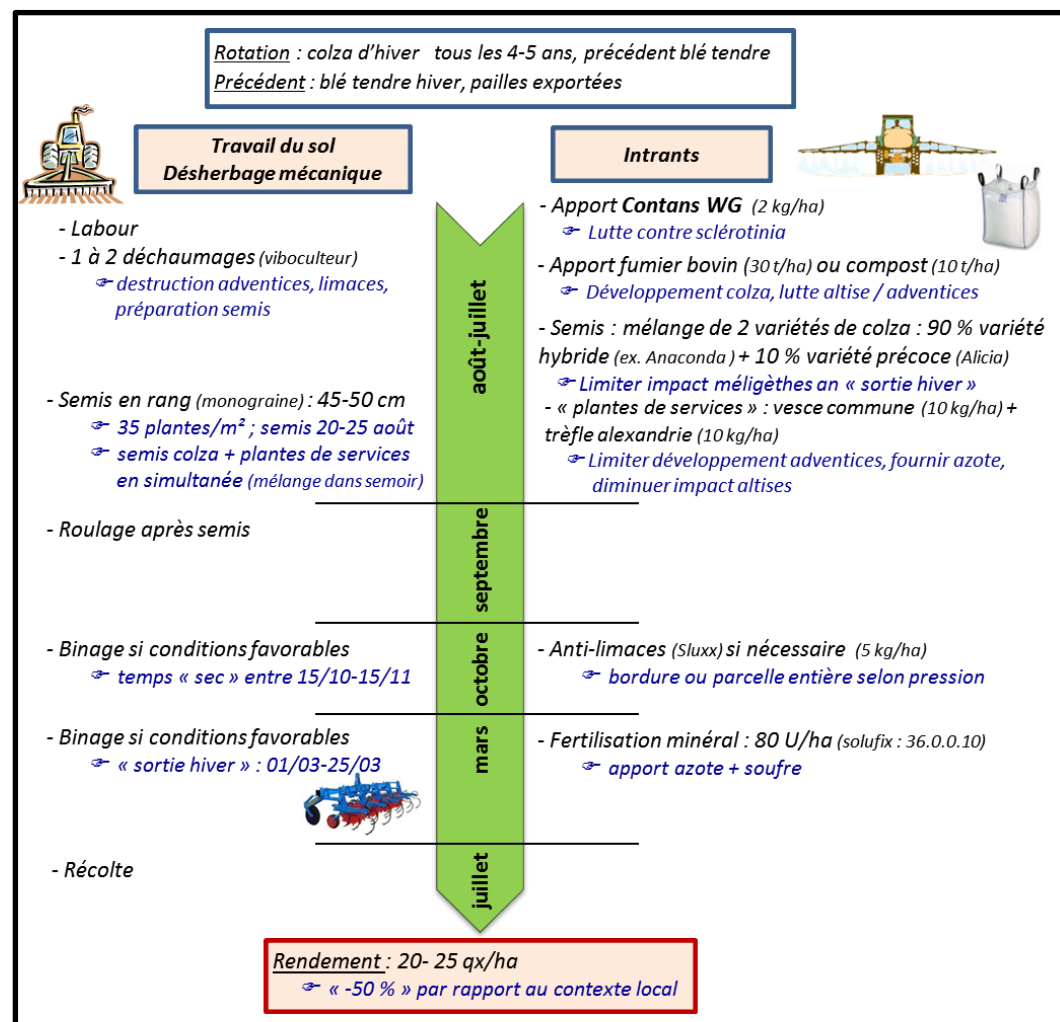 Rotation : colza d'hiver tous les 4-5 ans, précédent blé tendre
Précédent : blé tendre hiver, pailles exportées
Travail du sol
Désherbage mécanique
- Labour
- 1 à 2 déchaumages (viboculteur)
☞ destruction adventices, limaces,
préparation semis
- Semis en rang (monograine) : 45-50 cm
☞ 35 plantes/m² ; semis 20-25 août
☞ semis colza + plantes de services
en simultanée (mélange dans semoir)
- Roulage après semis
- Binage si conditions favorables
☞ temps « sec » entre 15/10-15/11
- Binage si conditions favorables
☞ « sortie hiver » : 01/03-25/03
- Récolte
août-juillet
septembre
octobre
mars
juillet
Intrants
- Apport Contans WG (2 kg/ha)
☞ Lutte contre sclérotinia
- Apport fumier bovin (30 t/ha) ou compost (10 t/ha)
☞ Développement colza, lutte altise / adventices
- Semis : mélange de 2 variétés de colza : 90 % variété
hybride (ex. Anaconda ) + 10 % variété précoce (Alicia)
☞ Limiter impact méligèthes an « sortie hiver »
- « plantes de services » : vesce commune (10 kg/ha) +
trèfle alexandrie (10 kg/ha)
☞ Limiter développement adventices, fournir azote,
diminuer impact altises
- Anti-limaces (Sluxx) si nécessaire (5 kg/ha)
☞ bordure ou parcelle entière selon pression
- Fertilisation minéral : 80 U/ha (solufix : 36.0.0.10)
☞ apport azote + soufre
Rendement : 20- 25 qx/ha
☞ « -50 % » par rapport au contexte local